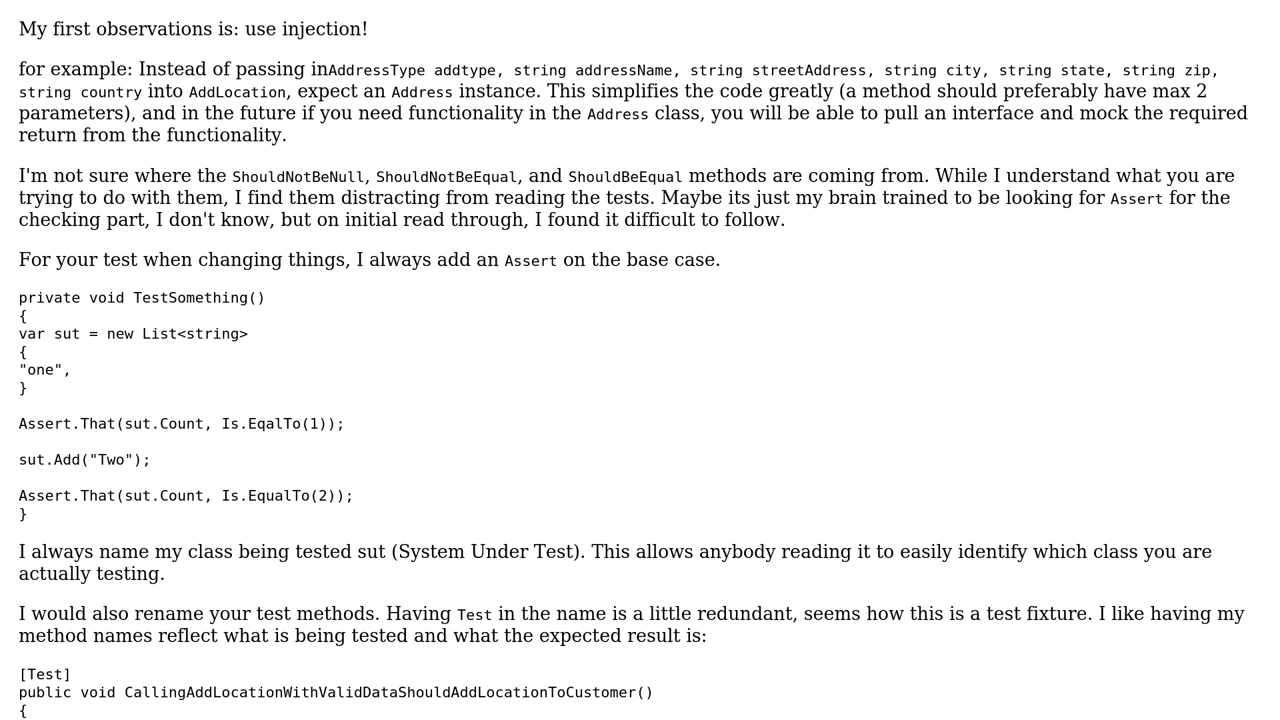 My first observations is: use injection!
for example: Instead of passing inAddressType addtype, string addressName, string streetAddress, string city, string state, string zip,
string country into AddLocation, expect an Address instance. This simplifies the code greatly (a method should preferably have max 2
parameters), and in the future if you need functionality in the Address class, you will be able to pull an interface and mock the required
return from the functionality.
I'm not sure where the ShouldNotBeNull, ShouldNotBeEqual, and ShouldBeEqual methods are coming from. While I understand what you are
trying to do with them, I find them distracting from reading the tests. Maybe its just my brain trained to be looking for Assert for the
checking part, I don't know, but on initial read through, I found it difficult to follow.
For your test when changing things, I always add an Assert on the base case.
private void TestSomething()
{
var sut = new List<string>
{
"one",
}
Assert.That(sut.Count, Is.EqalTo(1));
sut.Add("Two");
Assert.That(sut.Count, Is.EqualTo(2));
}
I always name my class being tested sut (System Under Test). This allows anybody reading it to easily identify which class you are
actually testing.
I would also rename your test methods. Having Test in the name is a little redundant, seems how this is a test fixture. I like having my
method names reflect what is being tested and what the expected result is:
[Test]
public void CallingAddLocationWithValidDataShouldAddLocationToCustomer()
{